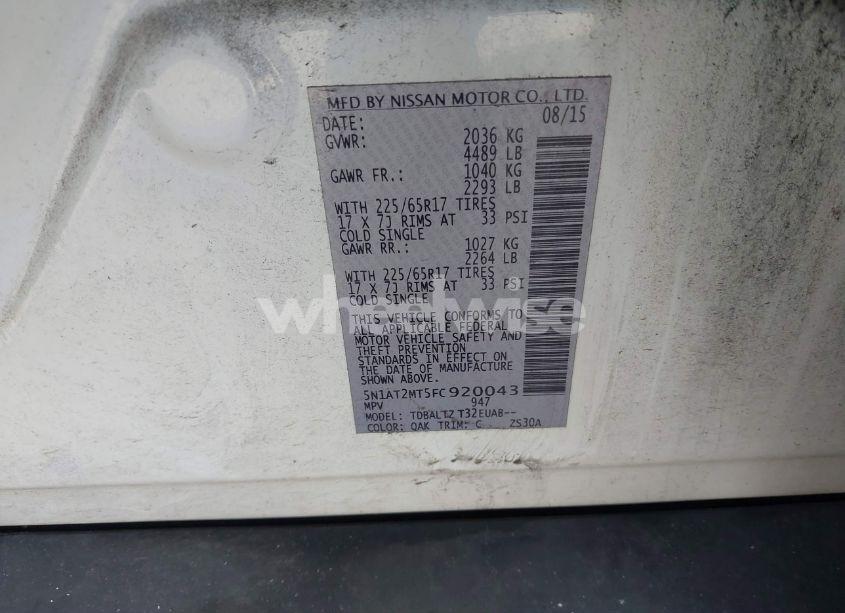 MFD BY NISSAN MOTOR CO., LTD.
DATE: 08/15
GVWR: 2036 KG
4489 LB
GAWR FR.: 1040 KG
2293 LB
WITH 225/65R17 TIRES
17 X 7J RIMS AT 33 PSI
COLD SINGLE
GAWR RR.: 1027 KG
2264 LB
WITH 225/65R17 TIRES
17 X 7J RIMS AT 33 PSI
COLD SINGLE
wheelwise
THIS VEHICLE CONFORMS TO
ALL APPLICABLE FEDERAL
MOTOR VEHICLE SAFETY AND
THEFT PREVENTION
STANDARDS IN EFFECT ON
THE DATE OF MANUFACTURE
SHOWN ABOVE.
5N1AT2MT5FC920043
MPV 947
MODEL: TDBALTZ T32EUAB--
COLOR: QAK TRIM: C ZS30A